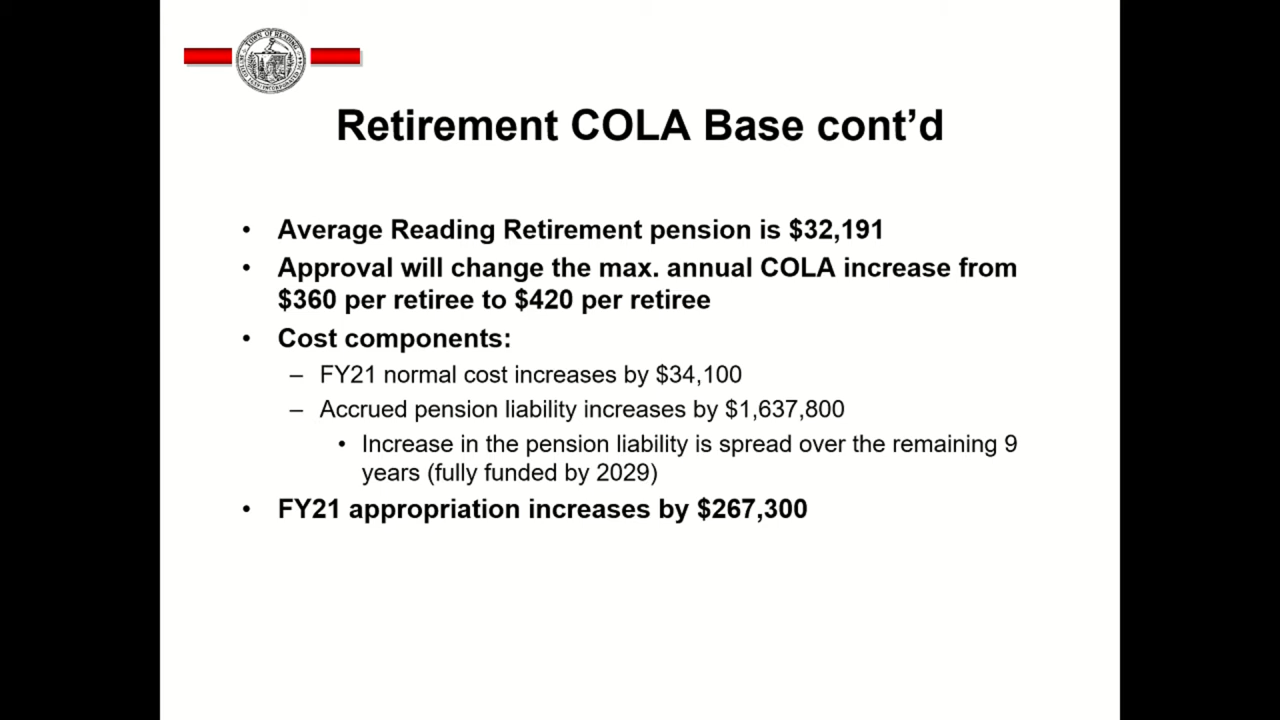 TOWN OF READING
Retirement COLA Base cont’d
• Average Reading Retirement pension is $32,191
• Approval will change the max. annual COLA increase from
$360 per retiree to $420 per retiree
• Cost components:
– FY21 normal cost increases by $34,100
– Accrued pension liability increases by $1,637,800
• Increase in the pension liability is spread over the remaining 9
years (fully funded by 2029)
• FY21 appropriation increases by $267,300